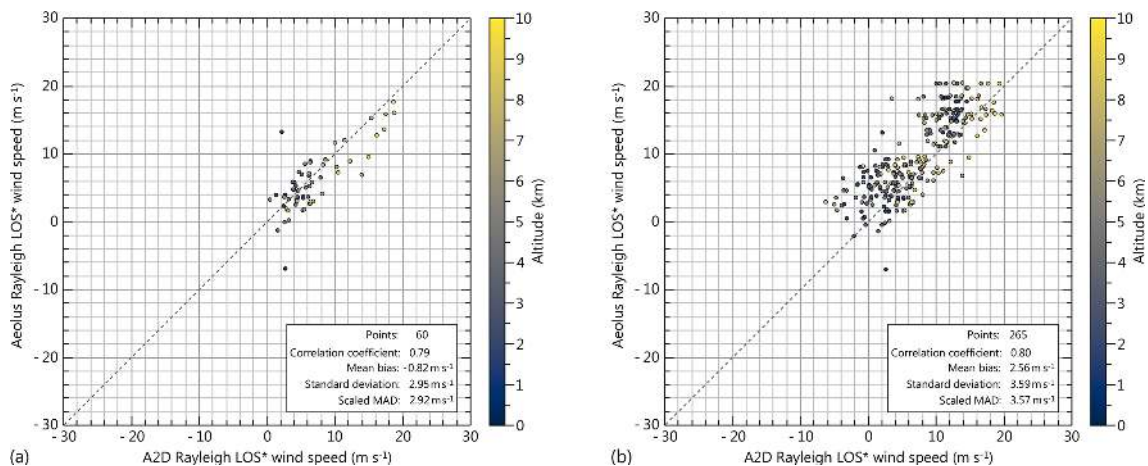 30
20
10
0
- 10
- 20
- 30
Aeolus Rayleigh LOS* wind speed (m s⁻¹)
- 30
- 20
- 10
0
10
20
30
A2D Rayleigh LOS* wind speed (m s⁻¹)
Points: 60
Correlation coefficient: 0.79
Mean bias: -0.82 m s⁻¹
Standard deviation: 2.95 m s⁻¹
Scaled MAD: 2.92 m s⁻¹
10
9
8
7
6
5
4
3
2
1
0
Altitude (km)
(a)
30
20
10
0
- 10
- 20
- 30
Aeolus Rayleigh LOS* wind speed (m s⁻¹)
- 30
- 20
- 10
0
10
20
30
A2D Rayleigh LOS* wind speed (m s⁻¹)
Points: 265
Correlation coefficient: 0.80
Mean bias: 2.56 m s⁻¹
Standard deviation: 3.59 m s⁻¹
Scaled MAD: 3.57 m s⁻¹
10
9
8
7
6
5
4
3
2
1
0
Altitude (km)
(b)